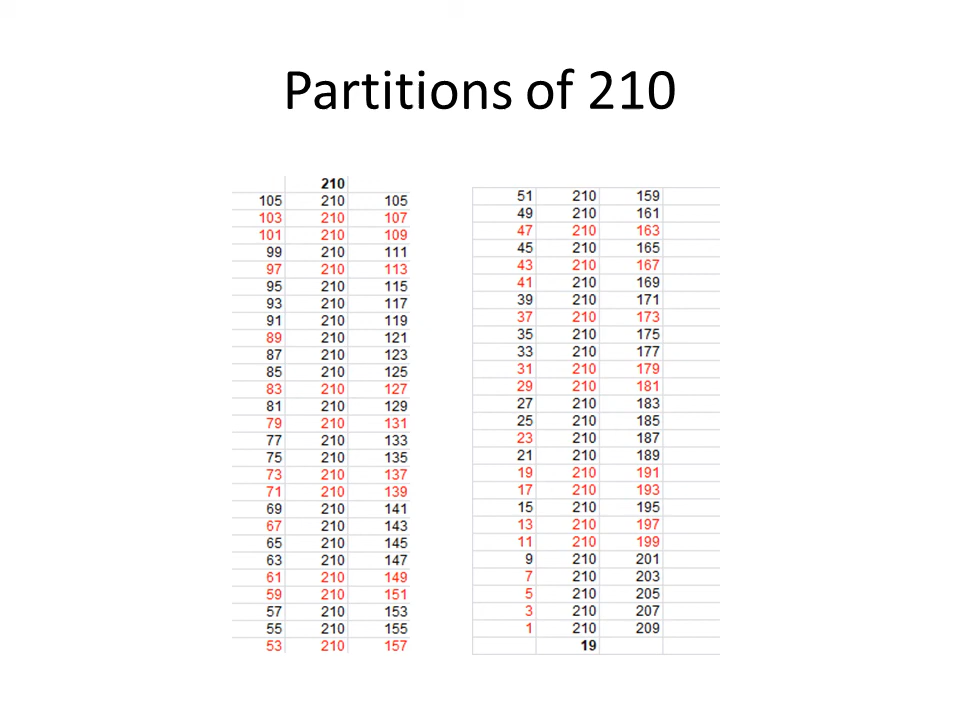 Partitions of 210
210
105 210 105
103 210 107
101 210 109
99 210 111
97 210 113
95 210 115
93 210 117
91 210 119
89 210 121
87 210 123
85 210 125
83 210 127
81 210 129
79 210 131
77 210 133
75 210 135
73 210 137
71 210 139
69 210 141
67 210 143
65 210 145
63 210 147
61 210 149
59 210 151
57 210 153
55 210 155
53 210 157
51 210 159
49 210 161
47 210 163
45 210 165
43 210 167
41 210 169
39 210 171
37 210 173
35 210 175
33 210 177
31 210 179
29 210 181
27 210 183
25 210 185
23 210 187
21 210 189
19 210 191
17 210 193
15 210 195
13 210 197
11 210 199
9 210 201
7 210 203
5 210 205
3 210 207
1 210 209
19